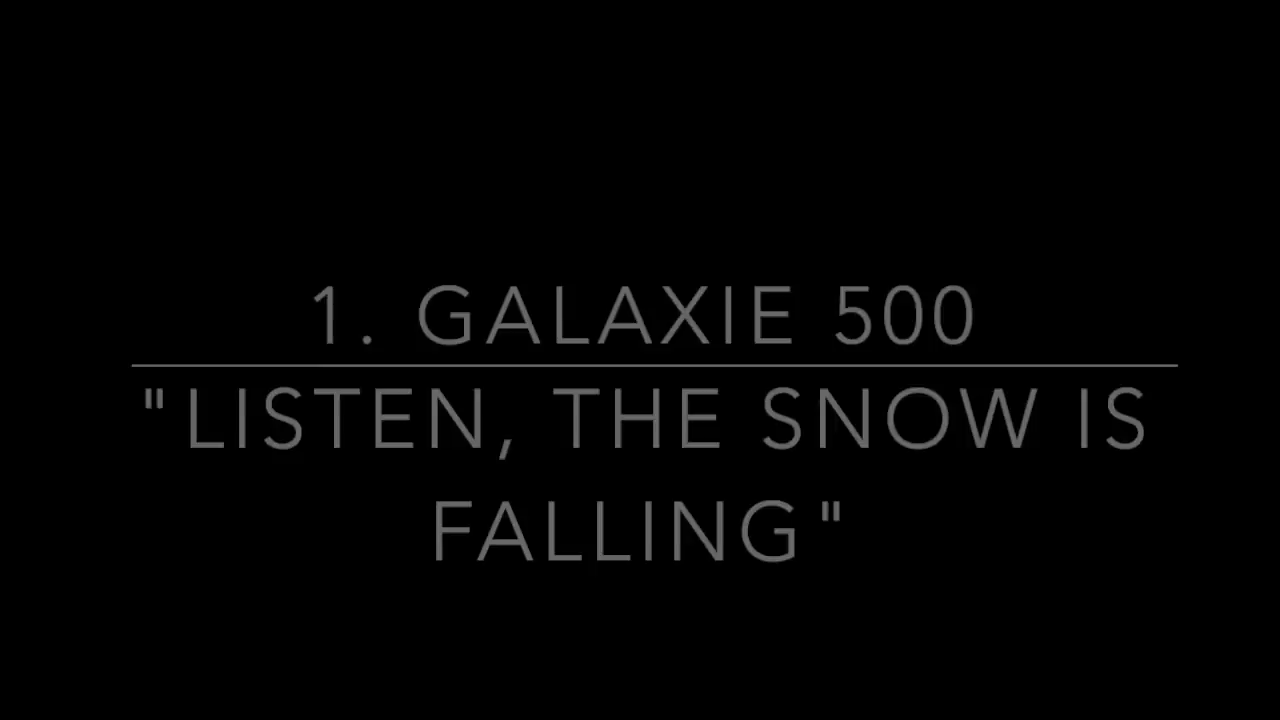 1. GALAXIE 500
"LISTEN, THE SNOW IS
FALLING"